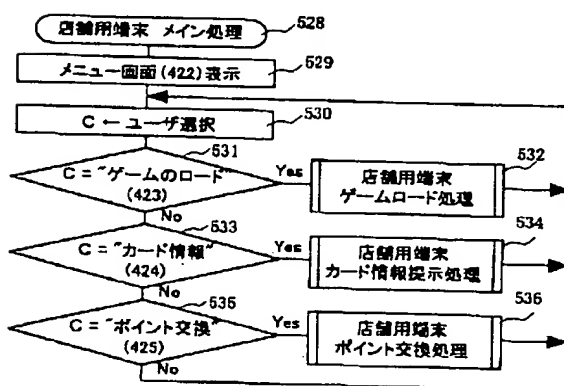 店舗用端末 メイン処理
528
メニュー画面(422)表示
529
C ← ユーザ選択
530
531
C = "ゲームのロード"
(423)
Yes
532
店舗用端末
ゲームロード処理
No
533
C = "カード情報"
(424)
Yes
534
店舗用端末
カード情報提示処理
No
535
C = "ポイント交換"
(425)
Yes
536
店舗用端末
ポイント交換処理
No